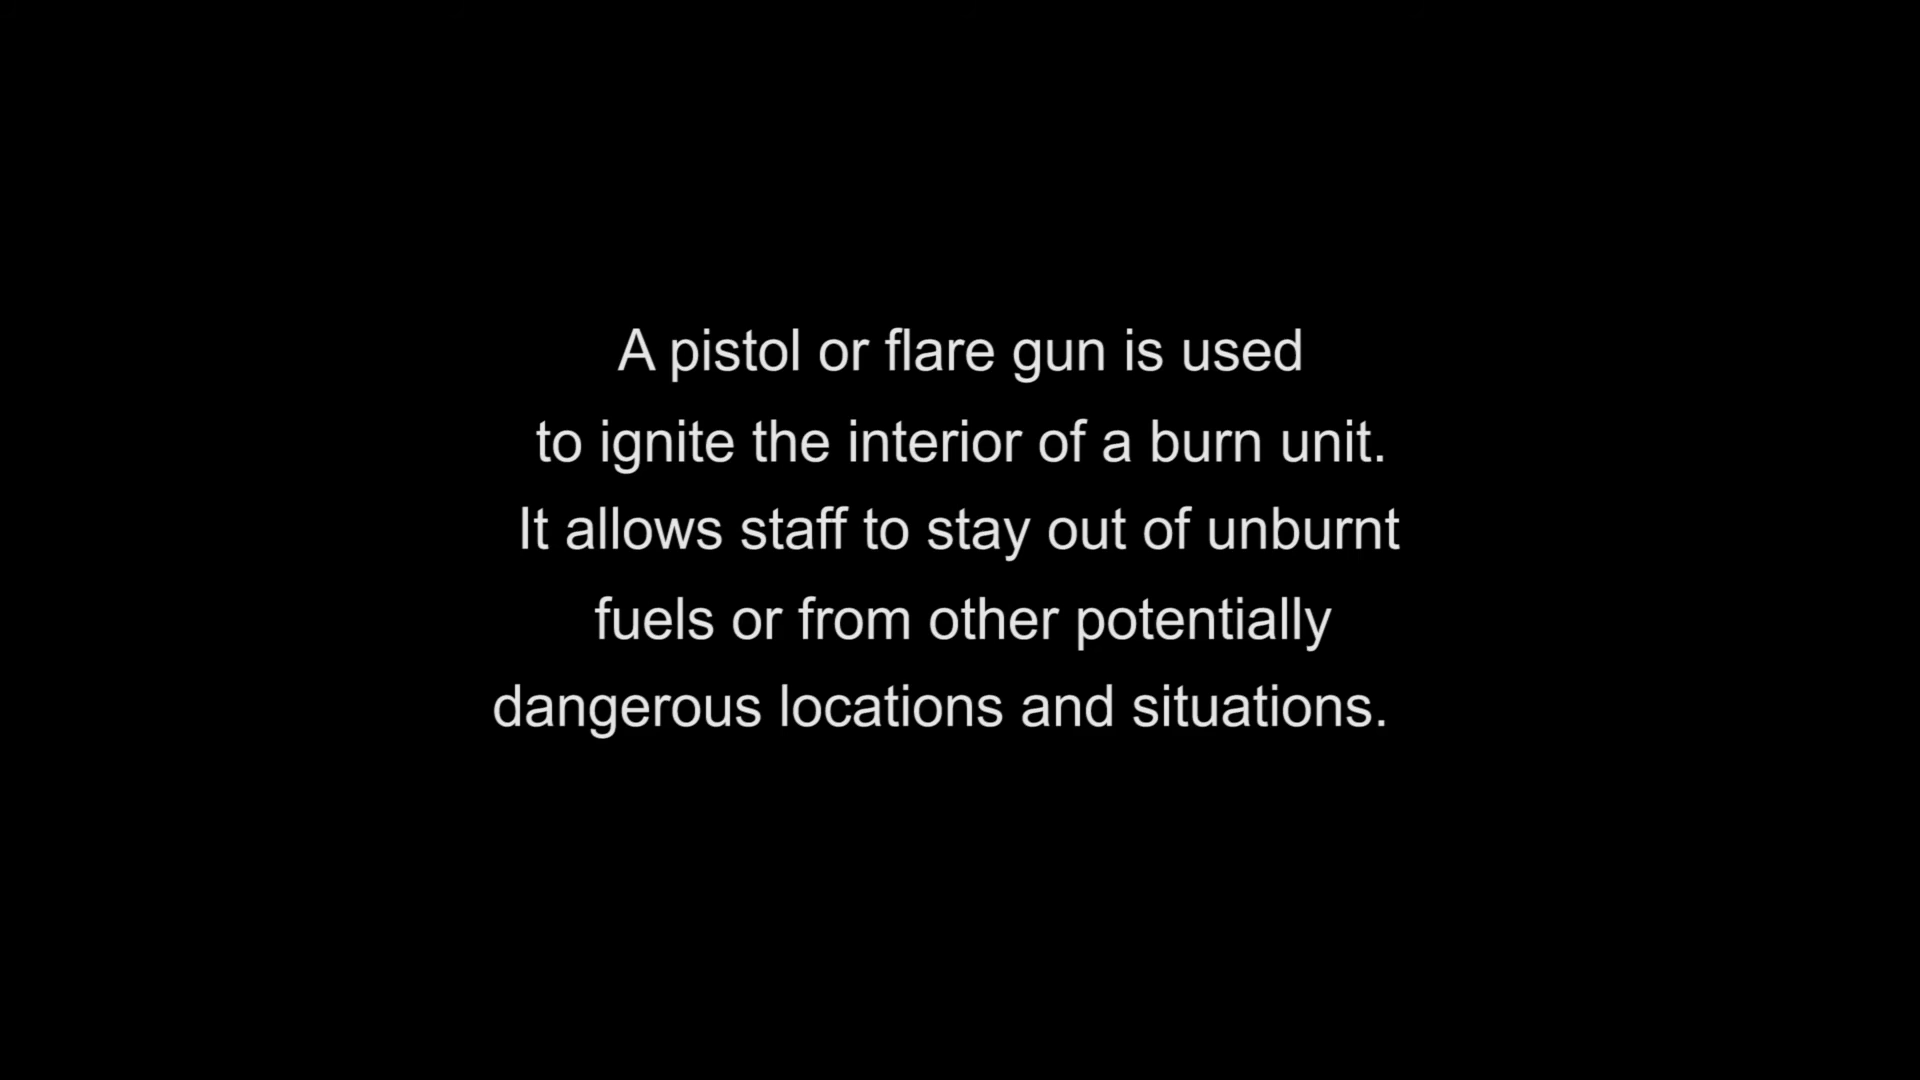 A pistol or flare gun is used
to ignite the interior of a burn unit.
It allows staff to stay out of unburnt
fuels or from other potentially
dangerous locations and situations.